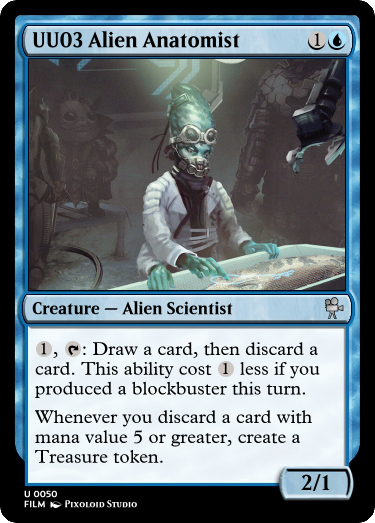 UU03 Alien Anatomist 1
Creature — Alien Scientist
1, : Draw a card, then discard a
card. This ability cost 1 less if you
produced a blockbuster this turn.
Whenever you discard a card with
mana value 5 or greater, create a
Treasure token.
2/1
U 0050
FILM Pixoloid Studio